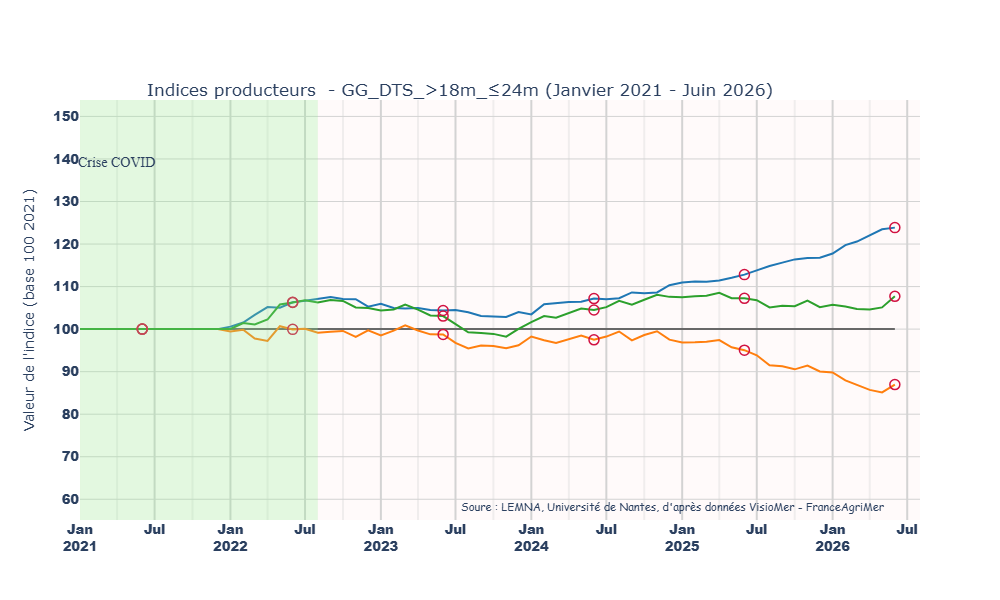 Indices producteurs  - GG_DTS_>18m_≤24m (Janvier 2021 - Juin 2026)
Valeur de l'indice (base 100 2021)
150
140
Crise COVID
130
120
110
100
90
80
70
60
Soure : LEMNA, Université de Nantes, d'après données VisioMer - FranceAgriMer
Jan Jul Jan Jul Jan Jul Jan Jul Jan Jul Jan Jul
2021 2022 2023 2024 2025 2026